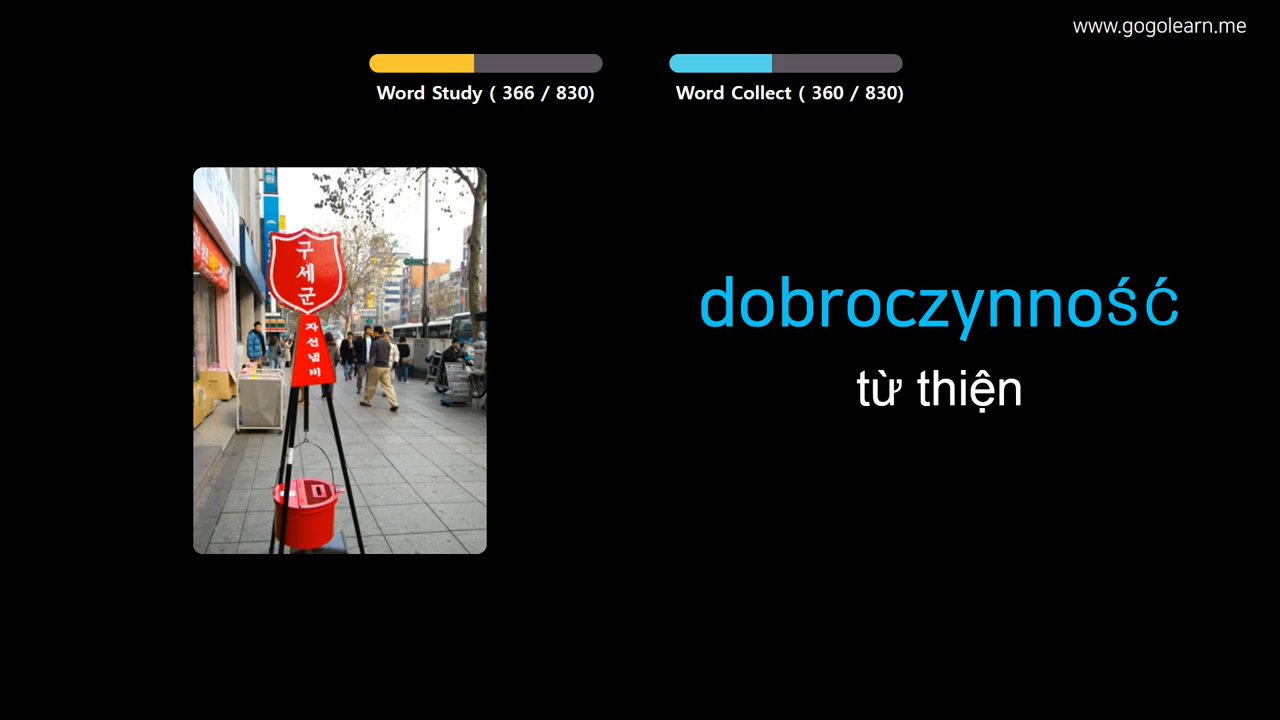 www.gogolearn.me
Word Study ( 366 / 830)
Word Collect ( 360 / 830)
구
세
군
자
선
냄
비
dobroczynność
từ thiện